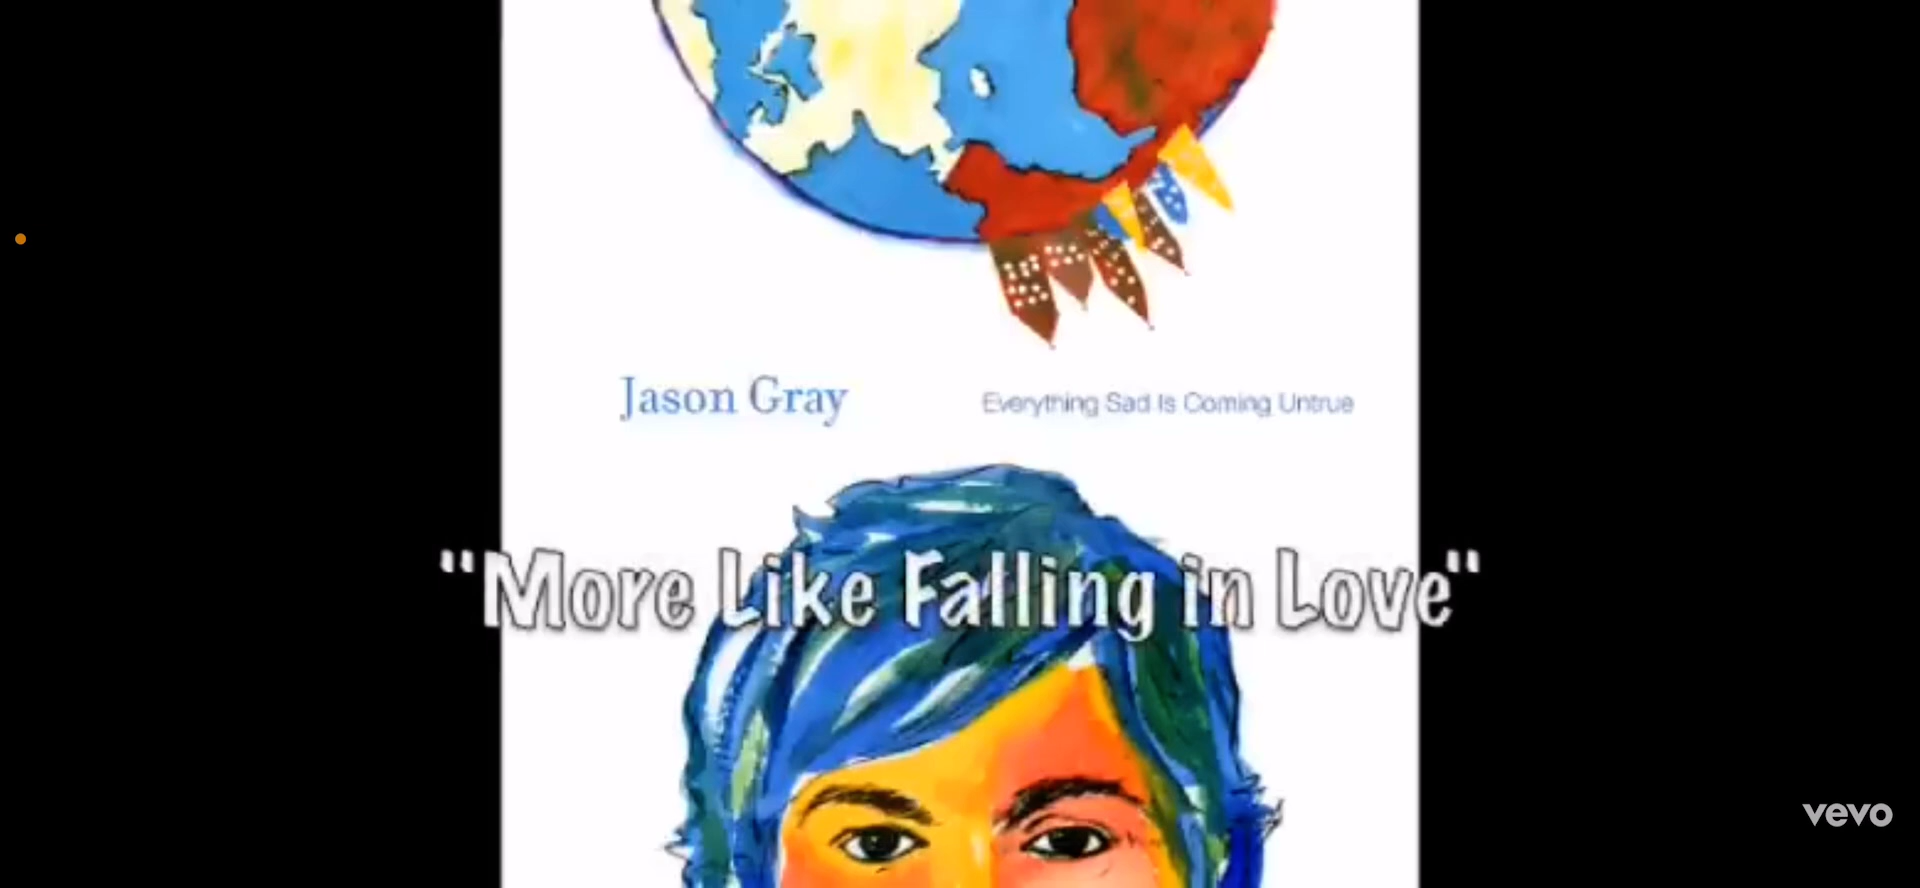 Jason Gray
Everything Sad Is Coming Untrue
"More Like Falling in Love"
vevo